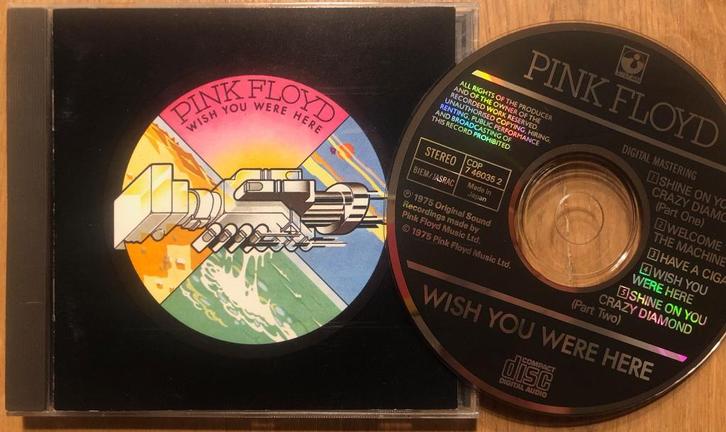 PINK FLOYD
WISH YOU WERE HERE
PINK FLOYD
ALL RIGHTS OF THE PRODUCER
AND OF THE OWNER OF THE
RECORDED WORK RESERVED
UNAUTHORISED COPYING, HIRING,
RENTING, PUBLIC PERFORMANCE
AND BROADCASTING OF
THIS RECORD PROHIBITED
DIGITAL MASTERING
STEREO
BIEM/JASRAC
CDP
7 46035 2
Made in
Japan
℗ 1975 Original Sound
Recordings made by
Pink Floyd Music Ltd.
© 1975 Pink Floyd Music Ltd.
1 SHINE ON YOU
CRAZY DIAMOND
(Part One)
2 WELCOME
THE MACHINE
3 HAVE A CIGA
4 WISH YOU
WERE HERE
5 SHINE ON YOU
CRAZY DIAMOND
(Part Two)
WISH YOU WERE HERE
COMPACT
disc
DIGITAL AUDIO